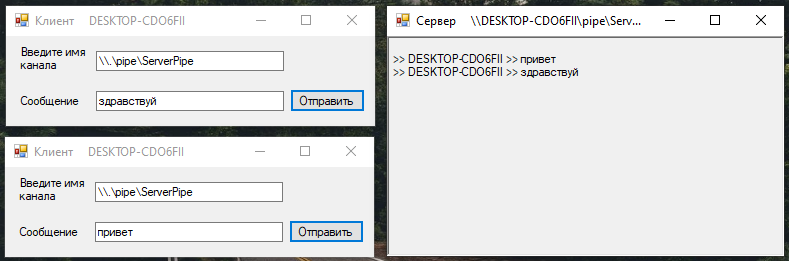 Клиент DESKTOP-CDO6FII
Введите имя
канала
\\.\pipe\ServerPipe
Сообщение
здравствуй
Отправить
Клиент DESKTOP-CDO6FII
Введите имя
канала
\\.\pipe\ServerPipe
Сообщение
привет
Отправить
Сервер \\DESKTOP-CDO6FII\pipe\Serv...
>> DESKTOP-CDO6FII >> привет
>> DESKTOP-CDO6FII >> здравствуй